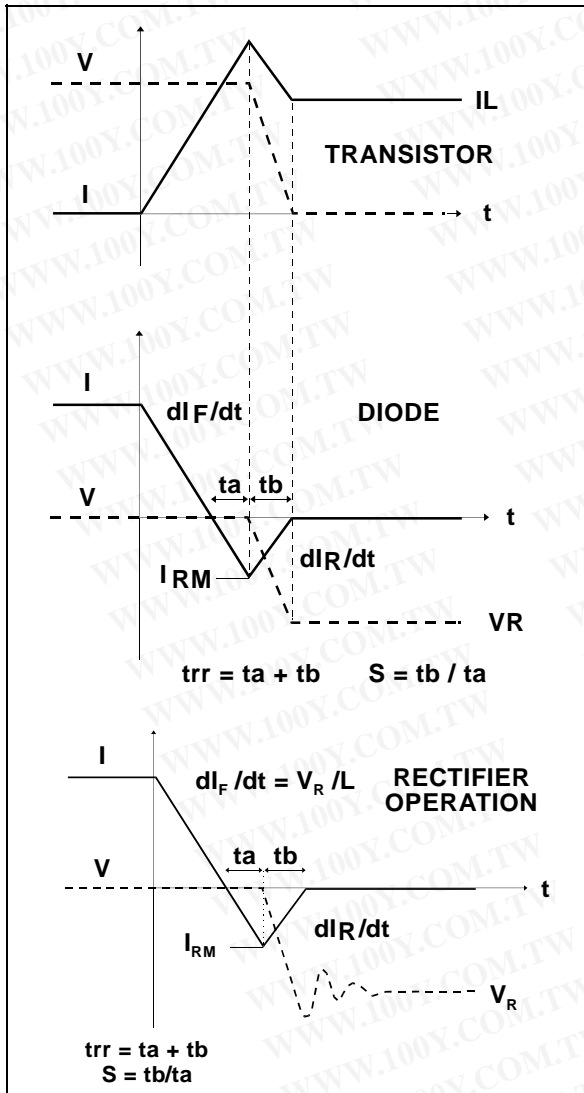 V
IL
TRANSISTOR
I
t
I
dIF/dt
DIODE
ta
tb
V
t
IRM
dIR/dt
VR
trr = ta + tb
S = tb / ta
I
dIF /dt = VR /L
RECTIFIER
OPERATION
ta
tb
V
t
IRM
dIR/dt
VR
trr = ta + tb
S = tb/ta
WWW.100Y.COM.TW